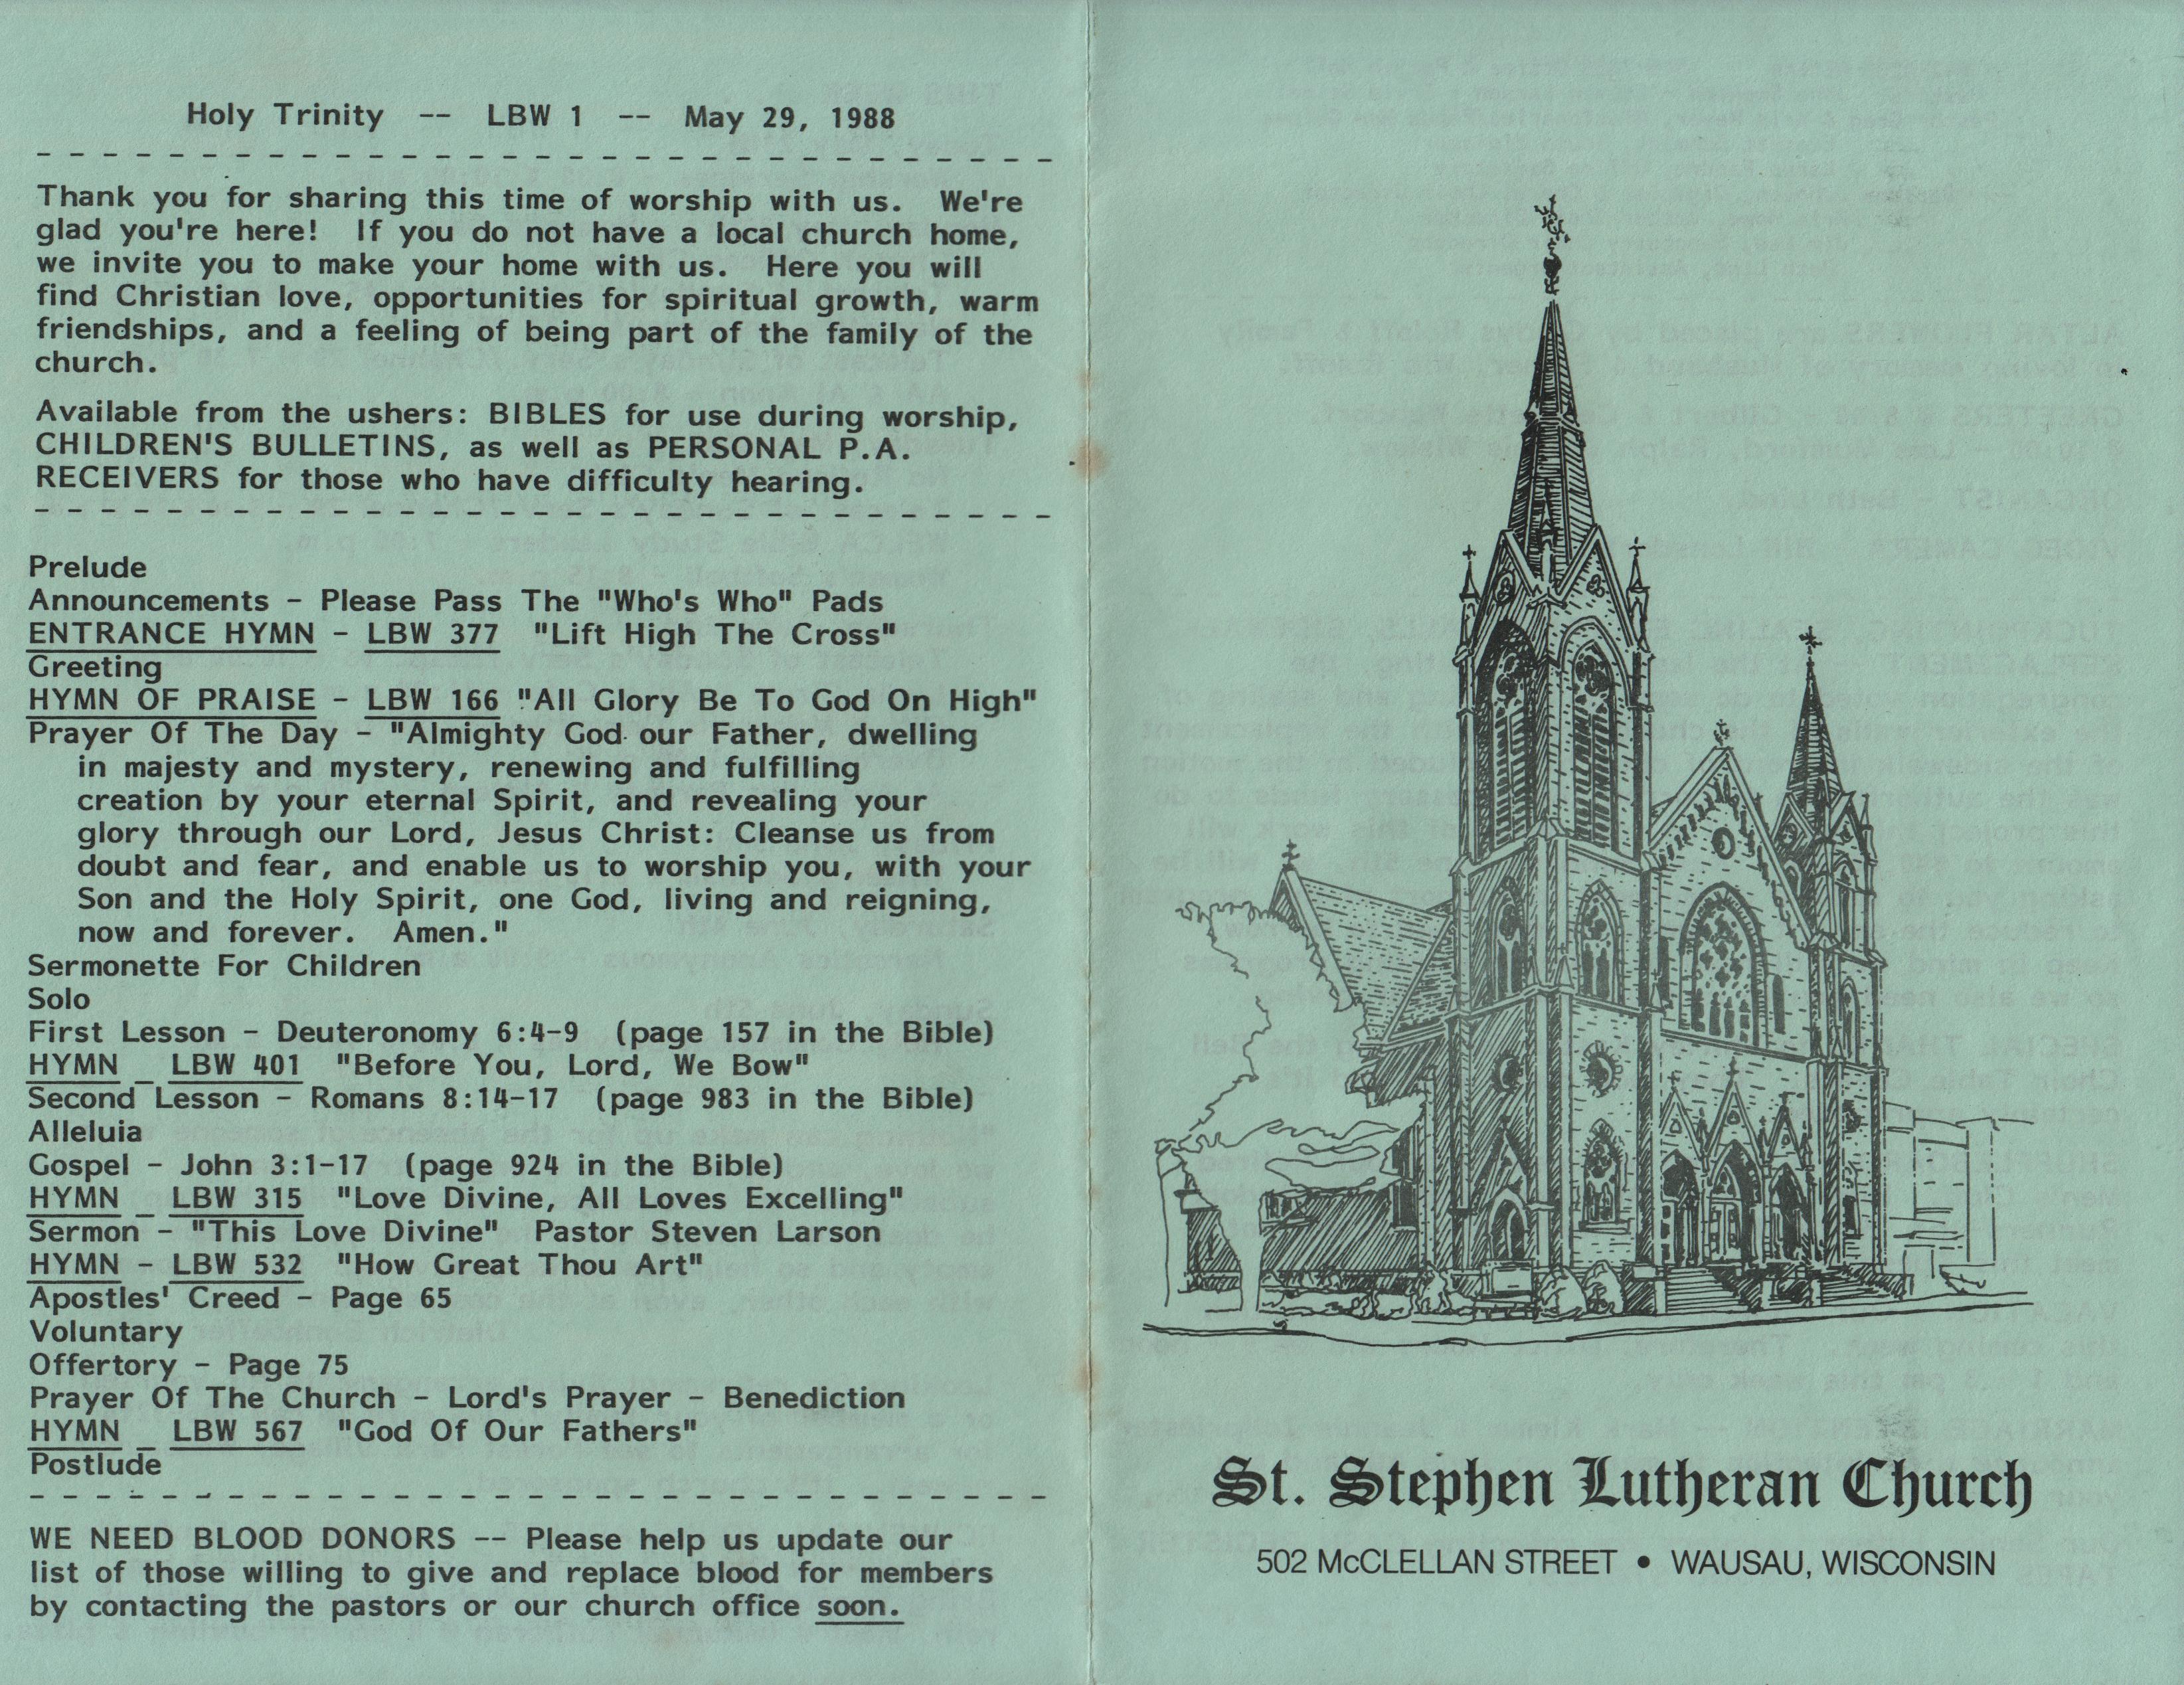 Holy Trinity -- LBW 1 -- May 29, 1988
Thank you for sharing this time of worship with us. We're
glad you're here! If you do not have a local church home,
we invite you to make your home with us. Here you will
find Christian love, opportunities for spiritual growth, warm
friendships, and a feeling of being part of the family of the
church.
Available from the ushers: BIBLES for use during worship,
CHILDREN'S BULLETINS, as well as PERSONAL P.A.
RECEIVERS for those who have difficulty hearing.
Prelude
Announcements - Please Pass The "Who's Who" Pads
ENTRANCE HYMN - LBW 377 "Lift High The Cross"
Greeting
HYMN OF PRAISE - LBW 166 "All Glory Be To God On High"
Prayer Of The Day - "Almighty God our Father, dwelling
in majesty and mystery, renewing and fulfilling
creation by your eternal Spirit, and revealing your
glory through our Lord, Jesus Christ: Cleanse us from
doubt and fear, and enable us to worship you, with your
Son and the Holy Spirit, one God, living and reigning,
now and forever. Amen."
Sermonette For Children
Solo
First Lesson - Deuteronomy 6:4-9 (page 157 in the Bible)
HYMN _ LBW 401 "Before You, Lord, We Bow"
Second Lesson - Romans 8:14-17 (page 983 in the Bible)
Alleluia
Gospel - John 3:1-17 (page 924 in the Bible)
HYMN _ LBW 315 "Love Divine, All Loves Excelling"
Sermon - "This Love Divine" Pastor Steven Larson
HYMN - LBW 532 "How Great Thou Art"
Apostles' Creed - Page 65
Voluntary
Offertory - Page 75
Prayer Of The Church - Lord's Prayer - Benediction
HYMN _ LBW 567 "God Of Our Fathers"
Postlude
WE NEED BLOOD DONORS -- Please help us update our
list of those willing to give and replace blood for members
by contacting the pastors or our church office soon.
St. Stephen Lutheran Church
502 McCLELLAN STREET • WAUSAU, WISCONSIN